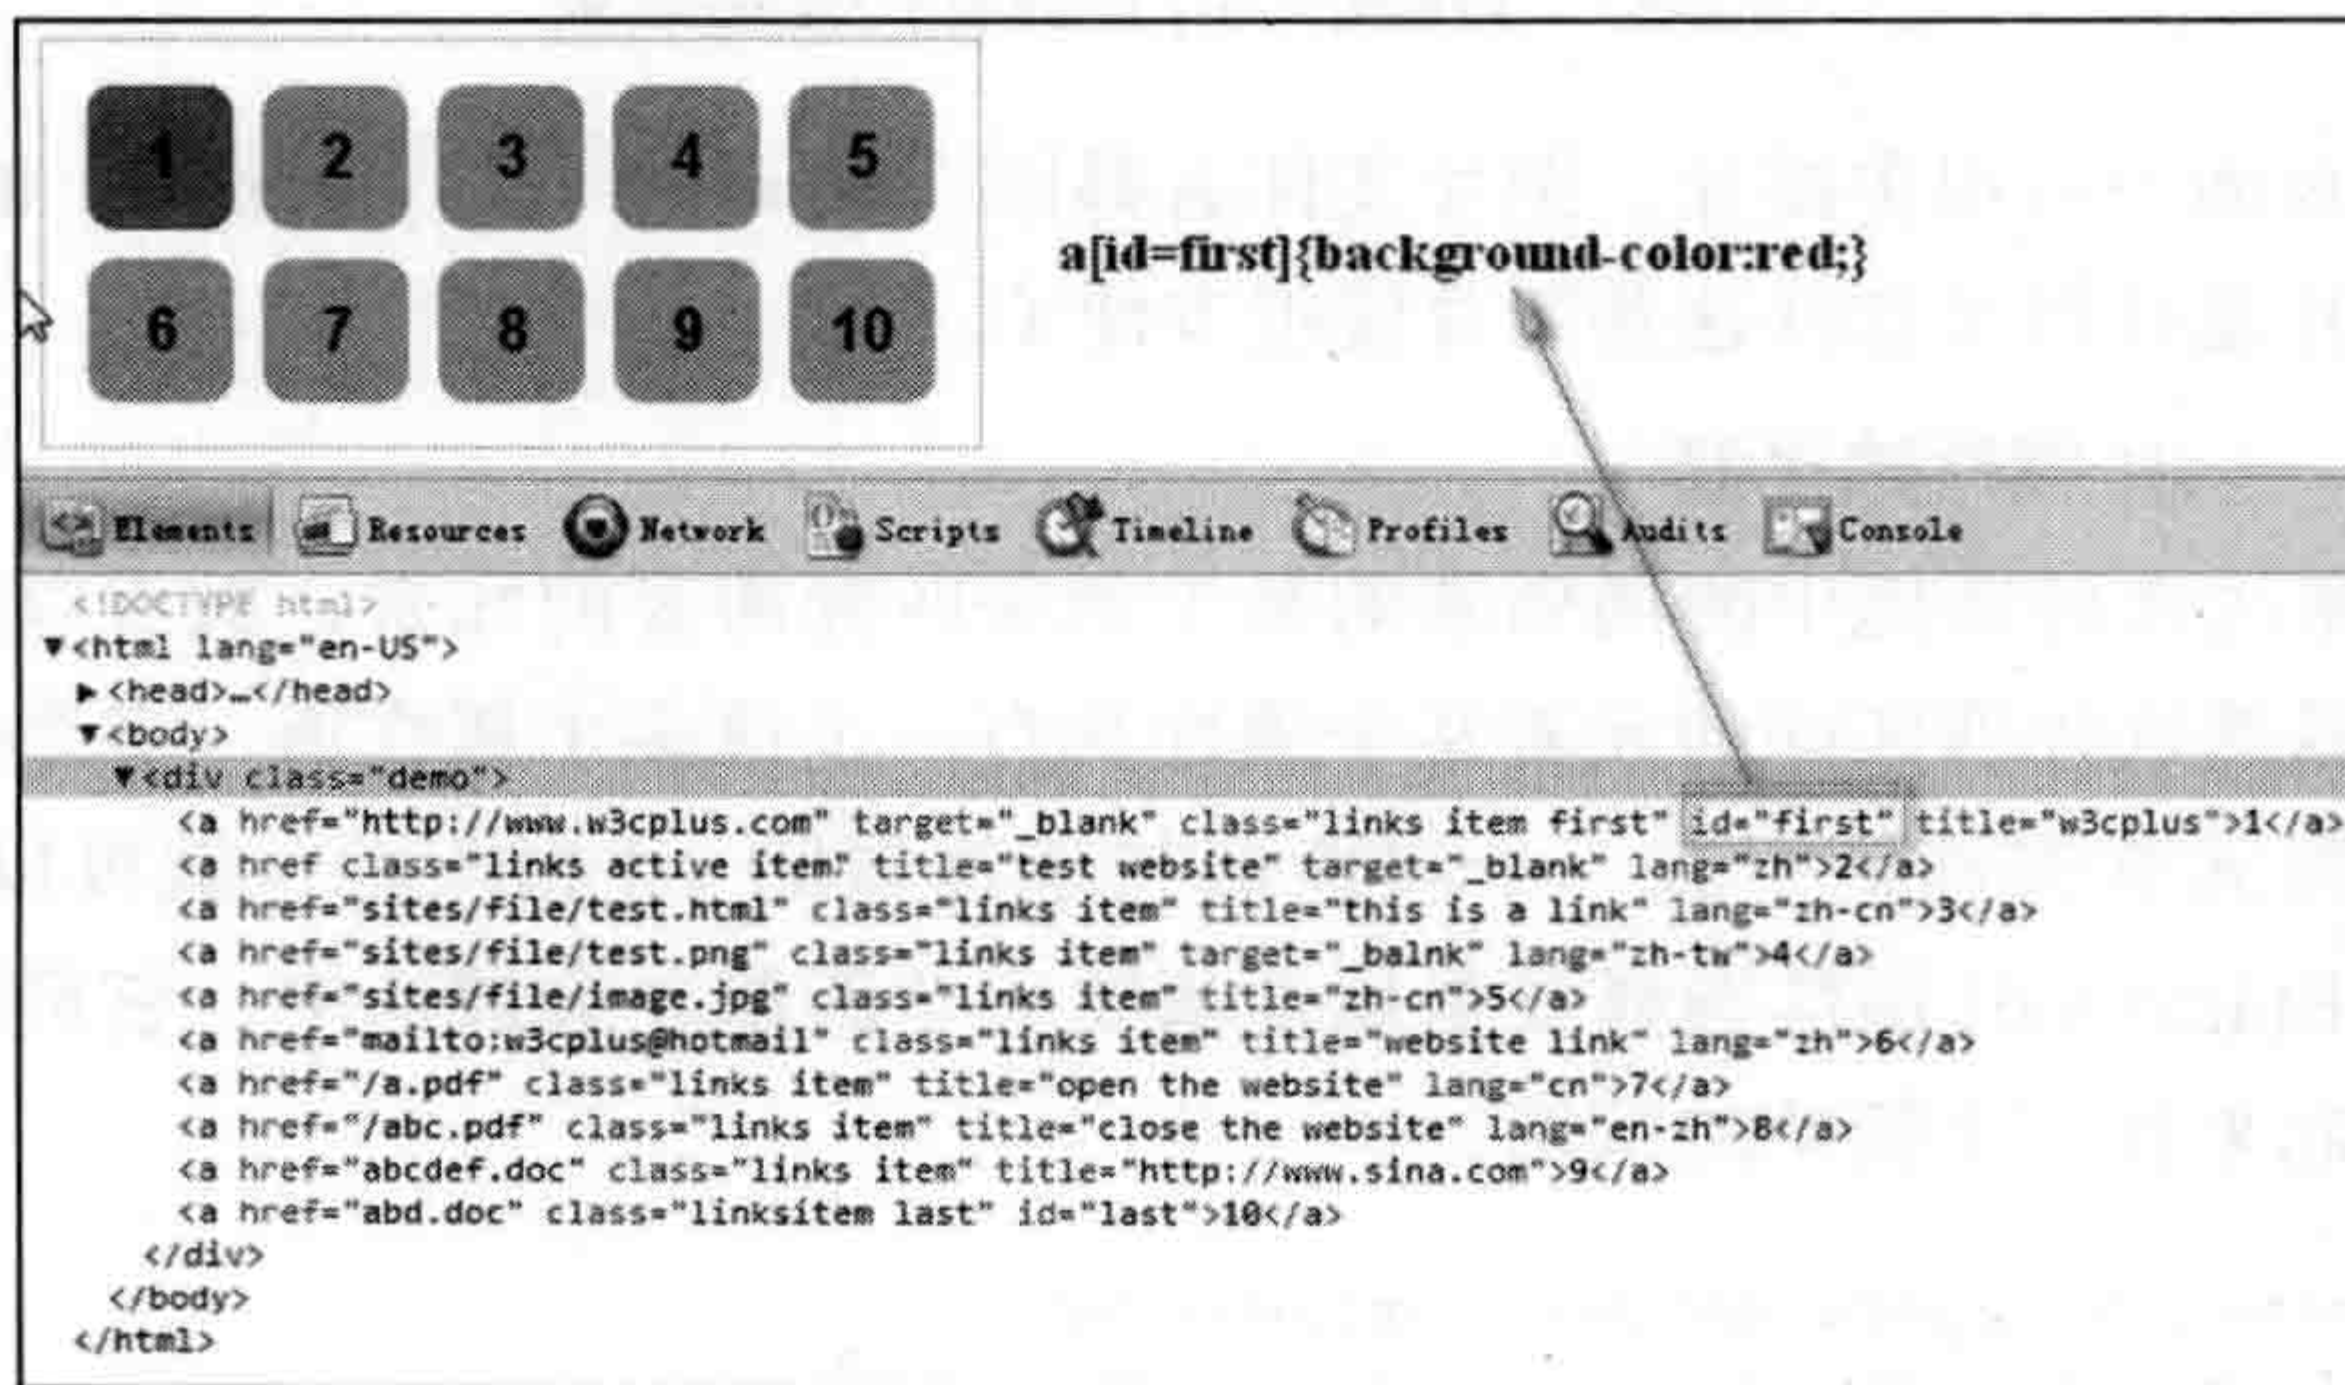 1 2 3 4 5
6 7 8 9 10
a[id=first]{background-color:red;}
Elements Resources Network Scripts Timeline Profiles Audits Console
<!DOCTYPE html>
▼<html lang="en-US">
▶<head>…</head>
▼<body>
▼<div class="demo">
<a href="http://www.w3cplus.com" target="_blank" class="links item first" id="first" title="w3cplus">1</a>
<a href class="links active item" title="test website" target="_blank" lang="zh">2</a>
<a href="sites/file/test.html" class="links item" title="this is a link" lang="zh-cn">3</a>
<a href="sites/file/test.png" class="links item" target="_balnk" lang="zh-tw">4</a>
<a href="sites/file/image.jpg" class="links item" title="zh-cn">5</a>
<a href="mailto:w3cplus@hotmail" class="links item" title="website link" lang="zh">6</a>
<a href="/a.pdf" class="links item" title="open the website" lang="cn">7</a>
<a href="/abc.pdf" class="links item" title="close the website" lang="en-zh">8</a>
<a href="abcdef.doc" class="links item" title="http://www.sina.com">9</a>
<a href="abd.doc" class="linksitem last" id="last">10</a>
</div>
</body>
</html>